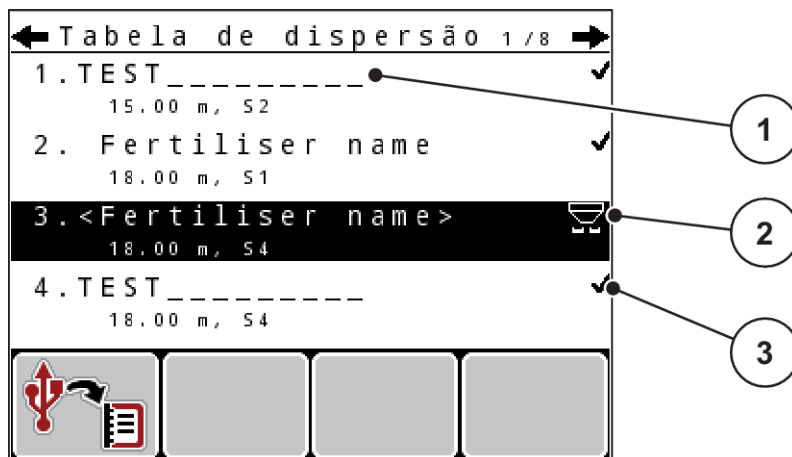 Tabela de dispersão 1/8
1.TEST_________
15.00 m, S2
2. Fertiliser name
18.00 m, S1
3.<Fertiliser name>
18.00 m, S4
4.TEST_________
18.00 m, S4
1
2
3